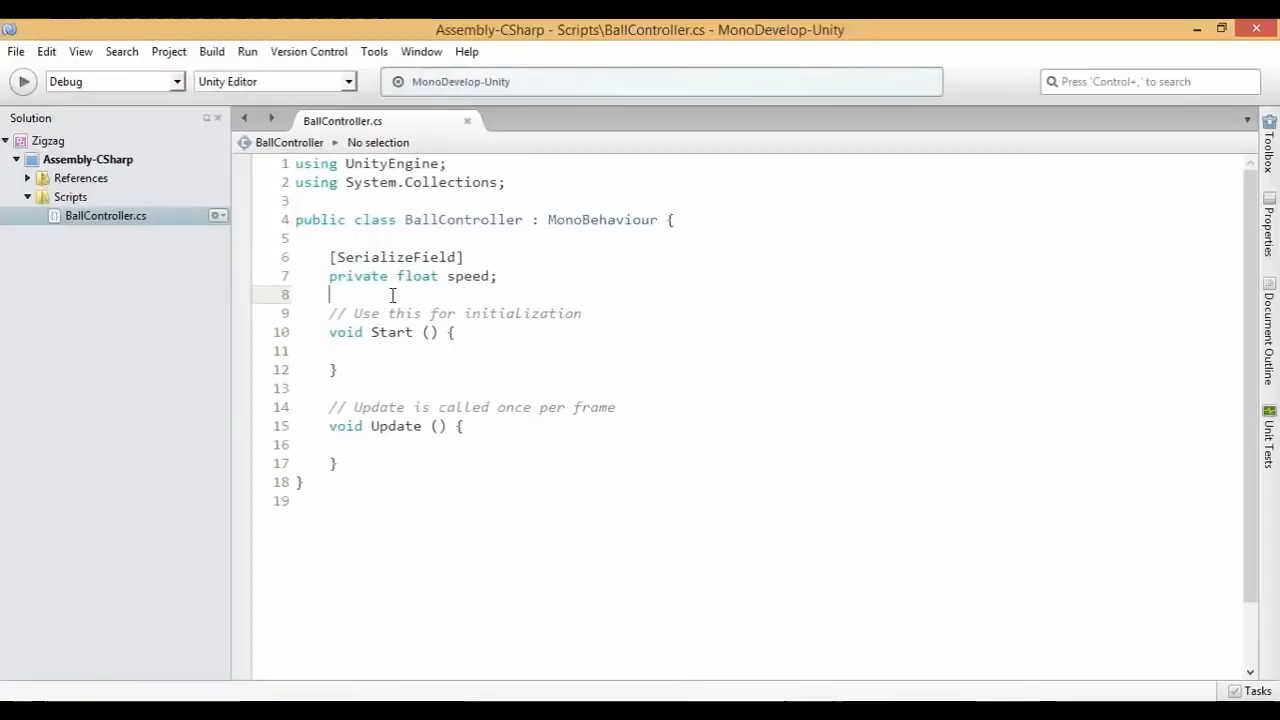 Assembly-CSharp - Scripts\BallController.cs - MonoDevelop-Unity
File Edit View Search Project Build Run Version Control Tools Window Help
Debug Unity Editor MonoDevelop-Unity Press 'Control+,' to search
Solution
Zigzag
Assembly-CSharp
References
Scripts
BallController.cs
BallController.cs
BallController No selection
1 using UnityEngine;
2 using System.Collections;
3
4 public class BallController : MonoBehaviour {
5
6 [SerializeField]
7 private float speed;
8
9 // Use this for initialization
10 void Start () {
11
12 }
13
14 // Update is called once per frame
15 void Update () {
16
17 }
18 }
19
Toolbox
Properties
Document Outline
Unit Tests
Tasks